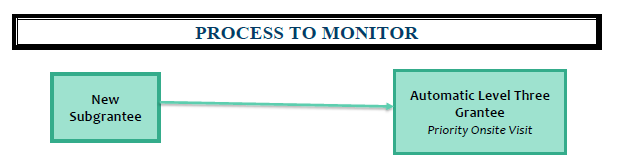 PROCESS TO MONITOR
New
Subgrantee
Automatic Level Three
Grantee
Priority Onsite Visit